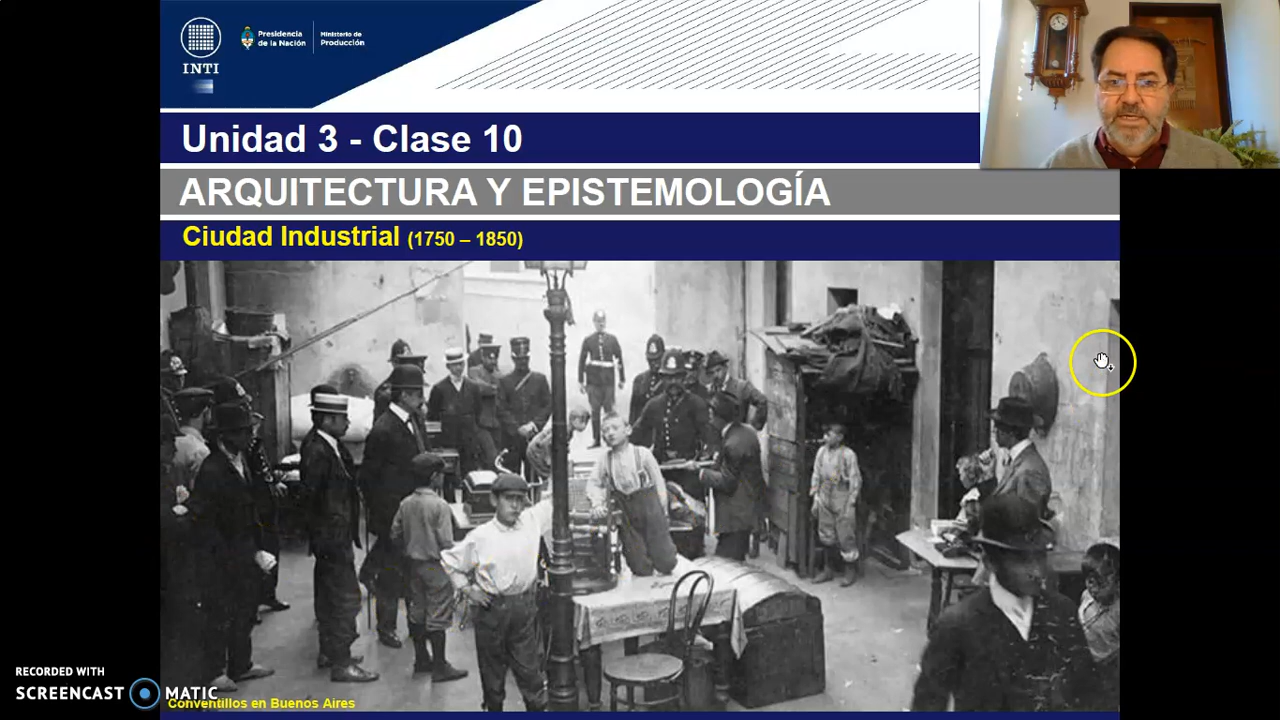 INTI
Presidencia
de la Nación
Ministerio de
Producción
Unidad 3 - Clase 10
ARQUITECTURA Y EPISTEMOLOGÍA
Ciudad Industrial (1750 – 1850)
RECORDED WITH
SCREENCAST MATIC
Conventillos en Buenos Aires